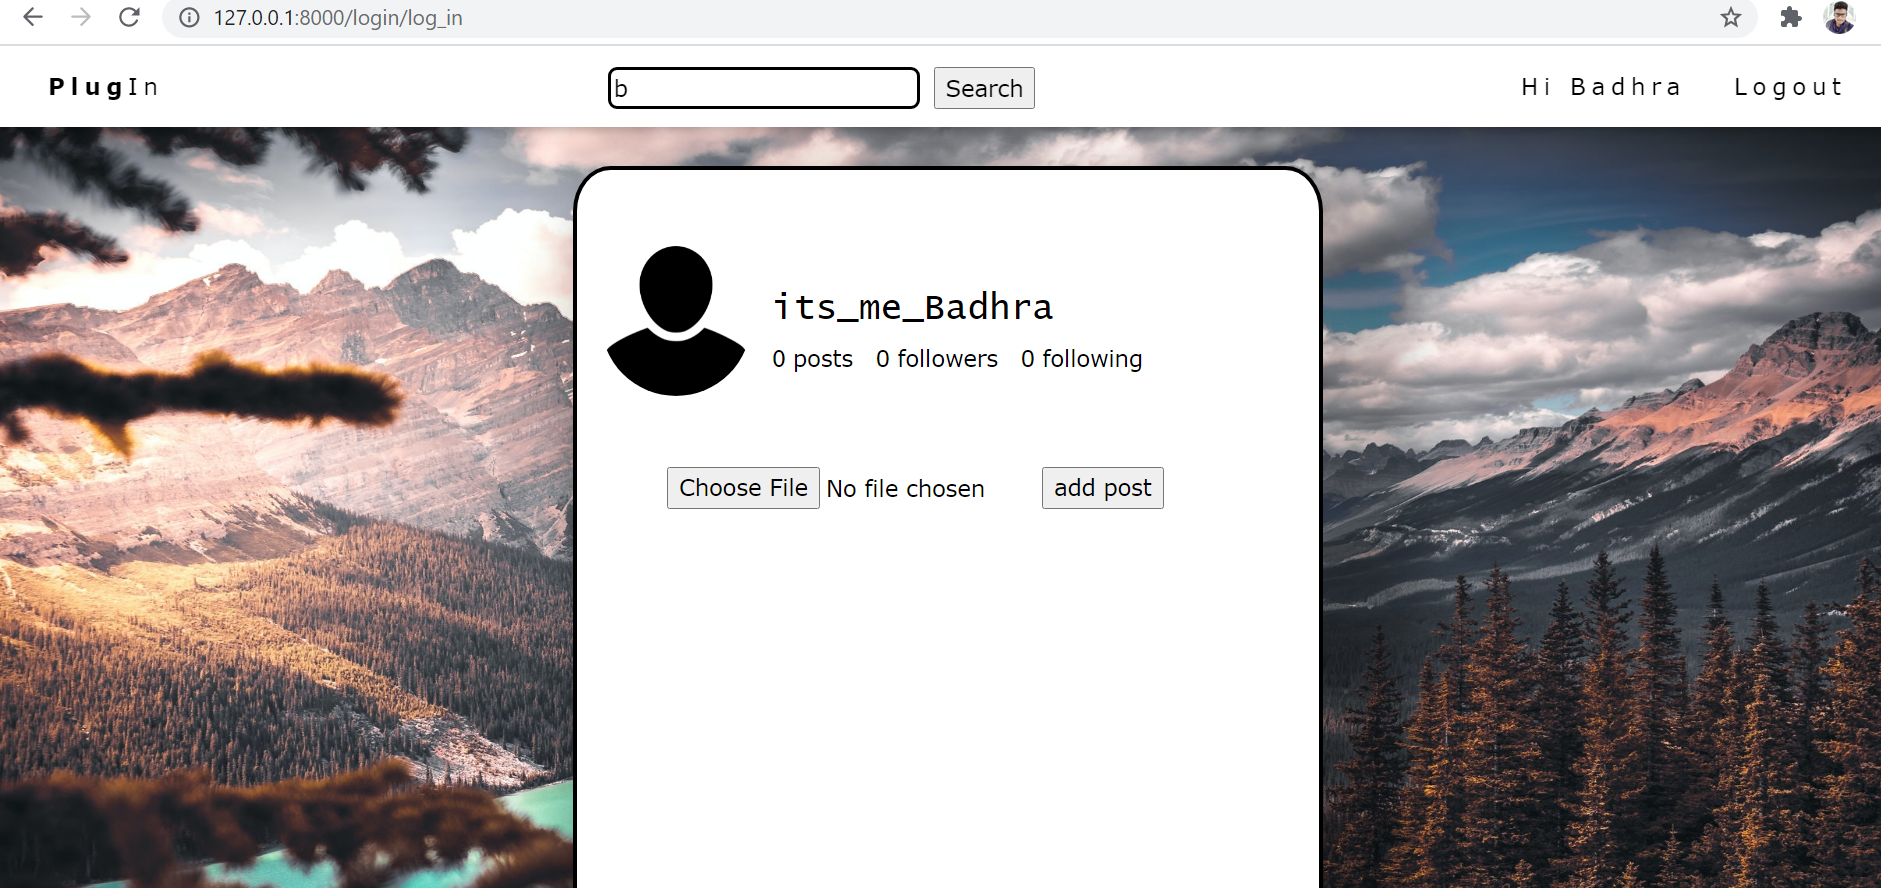 127.0.0.1:8000/login/log_in
PlugIn b Search Hi Badhra Logout
its_me_Badhra
0 posts 0 followers 0 following
Choose File No file chosen add post